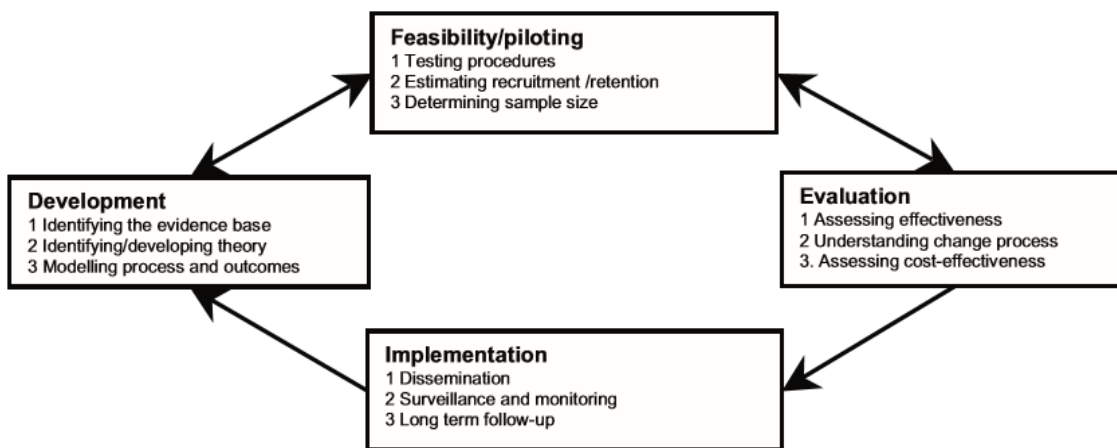 Feasibility/piloting
1 Testing procedures
2 Estimating recruitment /retention
3 Determining sample size
Development
1 Identifying the evidence base
2 Identifying/developing theory
3 Modelling process and outcomes
Evaluation
1 Assessing effectiveness
2 Understanding change process
3. Assessing cost-effectiveness
Implementation
1 Dissemination
2 Surveillance and monitoring
3 Long term follow-up